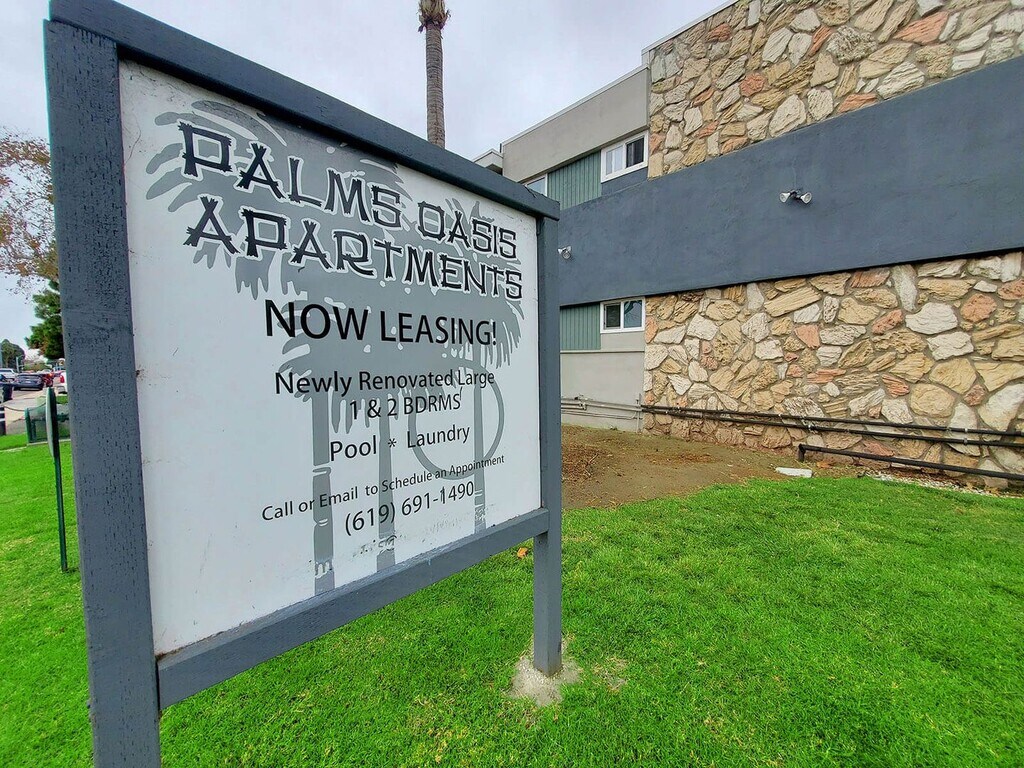 PALMS OASIS
APARTMENTS
NOW LEASING!
Newly Renovated Large
1 & 2 BDRMS
Pool * Laundry
Call or Email to Schedule an Appointment
(619) 691-1490